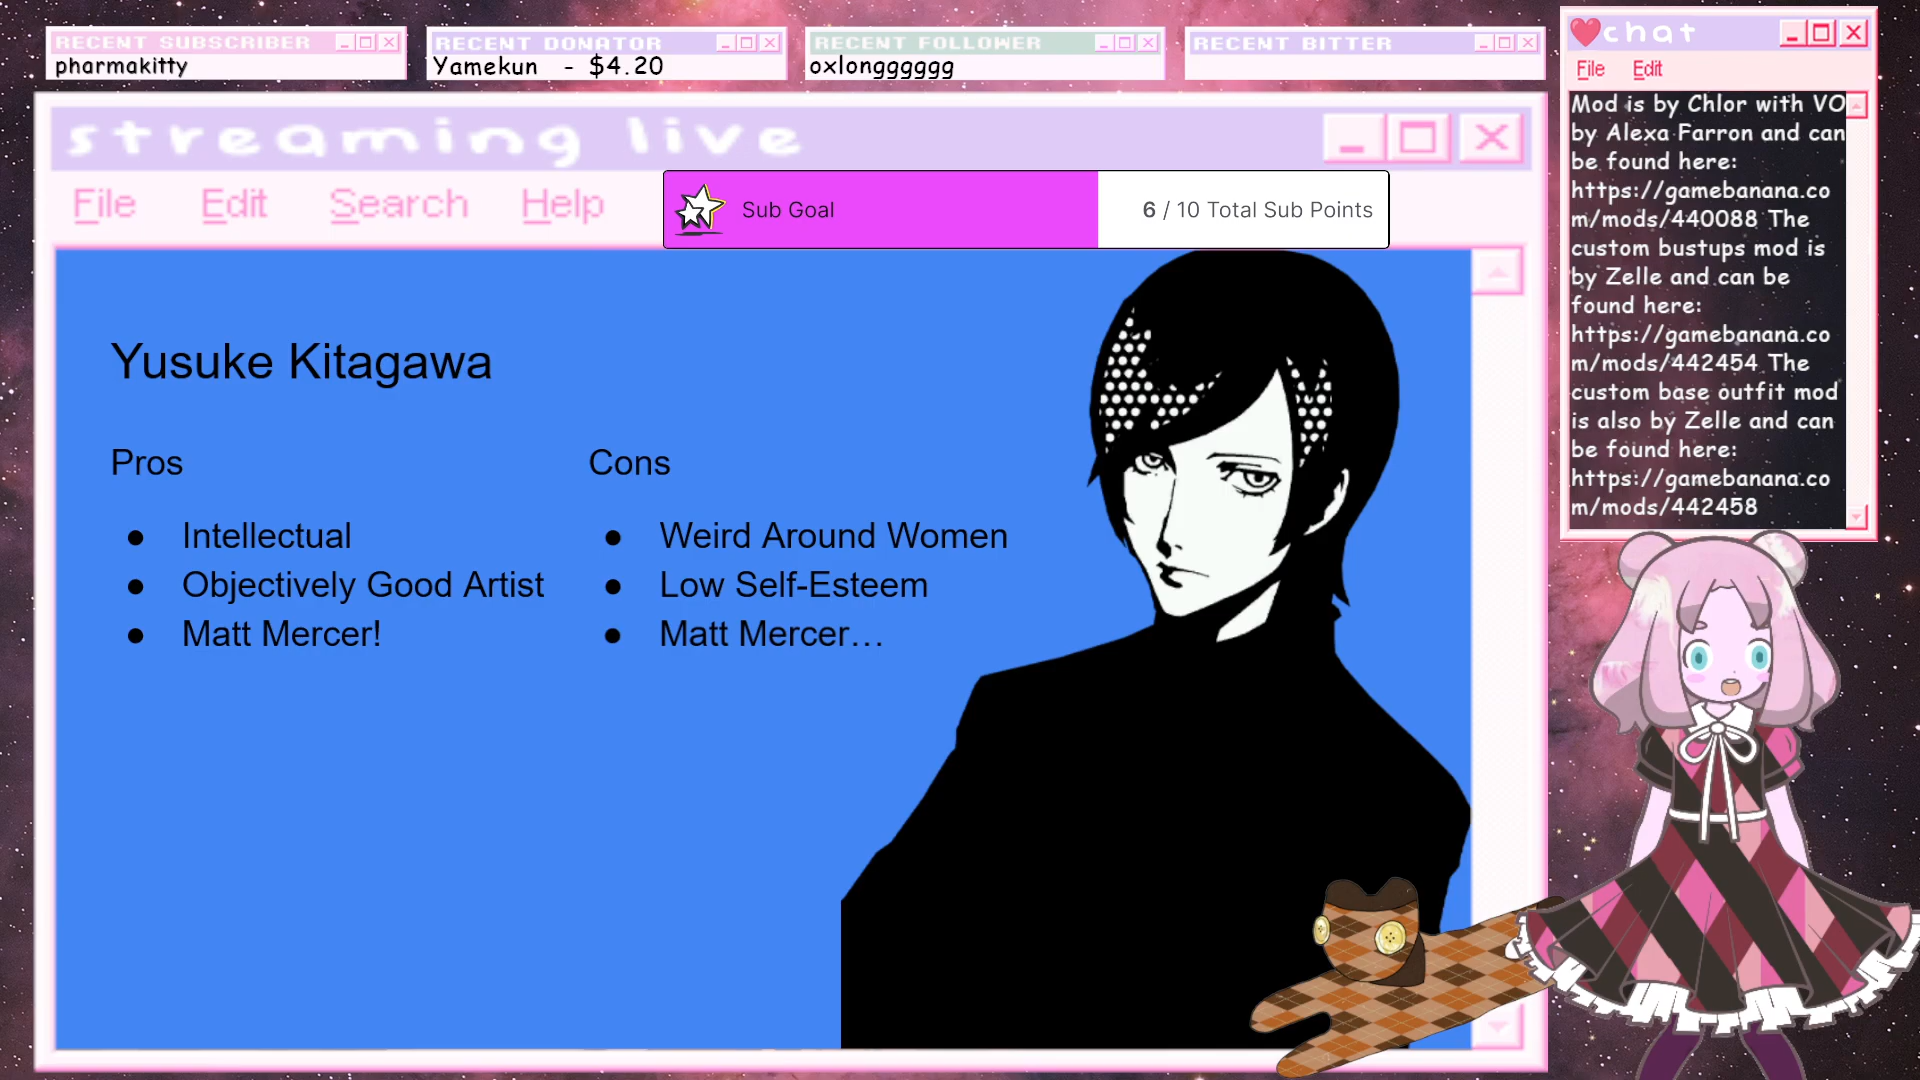 RECENT SUBSCRIBER
pharmakitty
RECENT DONATOR
Yamekun - $4.20
RECENT FOLLOWER
oxlongggggg
RECENT BITTER
chat
File Edit
Mod is by Chlor with VO
by Alexa Farron and can
be found here:
https://gamebanana.co
m/mods/440088 The
custom bustups mod is
by Zelle and can be
found here:
https://gamebanana.co
m/mods/442454 The
custom base outfit mod
is also by Zelle and can
be found here:
https://gamebanana.co
m/mods/442458
streaming live
File Edit Search Help
Sub Goal
6 / 10 Total Sub Points
Yusuke Kitagawa
Pros
● Intellectual
● Objectively Good Artist
● Matt Mercer!
Cons
● Weird Around Women
● Low Self-Esteem
● Matt Mercer…